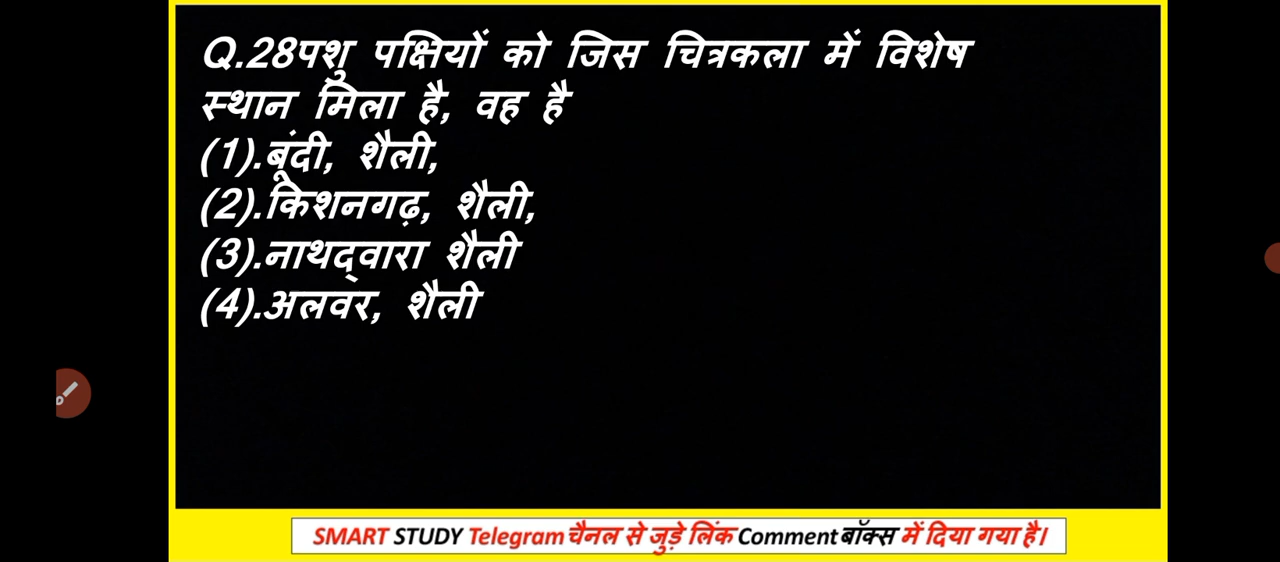 Q.28पशु पक्षियों को जिस चित्रकला में विशेष
स्थान मिला है, वह है
(1).बूंदी, शैली,
(2).किशनगढ़, शैली,
(3).नाथद्वारा शैली
(4).अलवर, शैली
SMART STUDY Telegram चैनल से जुड़े लिंक Comment बॉक्स में दिया गया है।